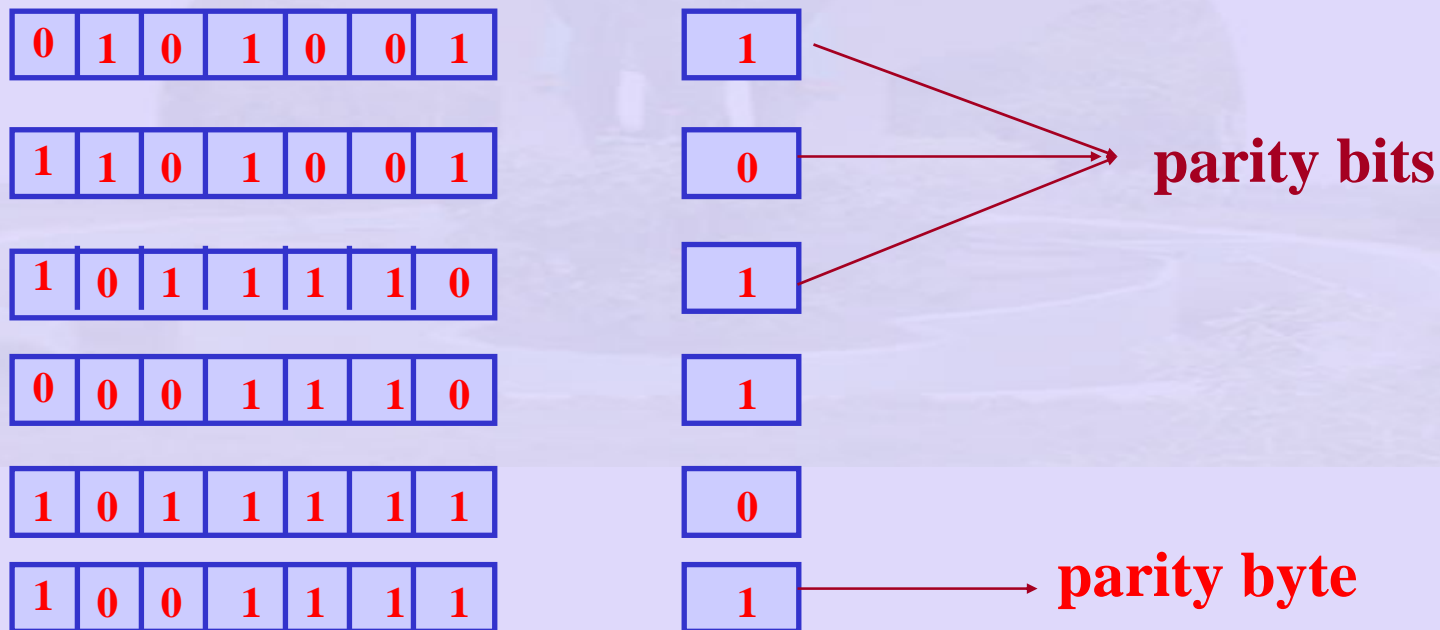 0 1 0 1 0 0 1 1
1 1 0 1 0 0 1 0 parity bits
1 0 1 1 1 1 0 1
0 0 0 1 1 1 0 1
1 0 1 1 1 1 1 0
1 0 0 1 1 1 1 1 parity byte